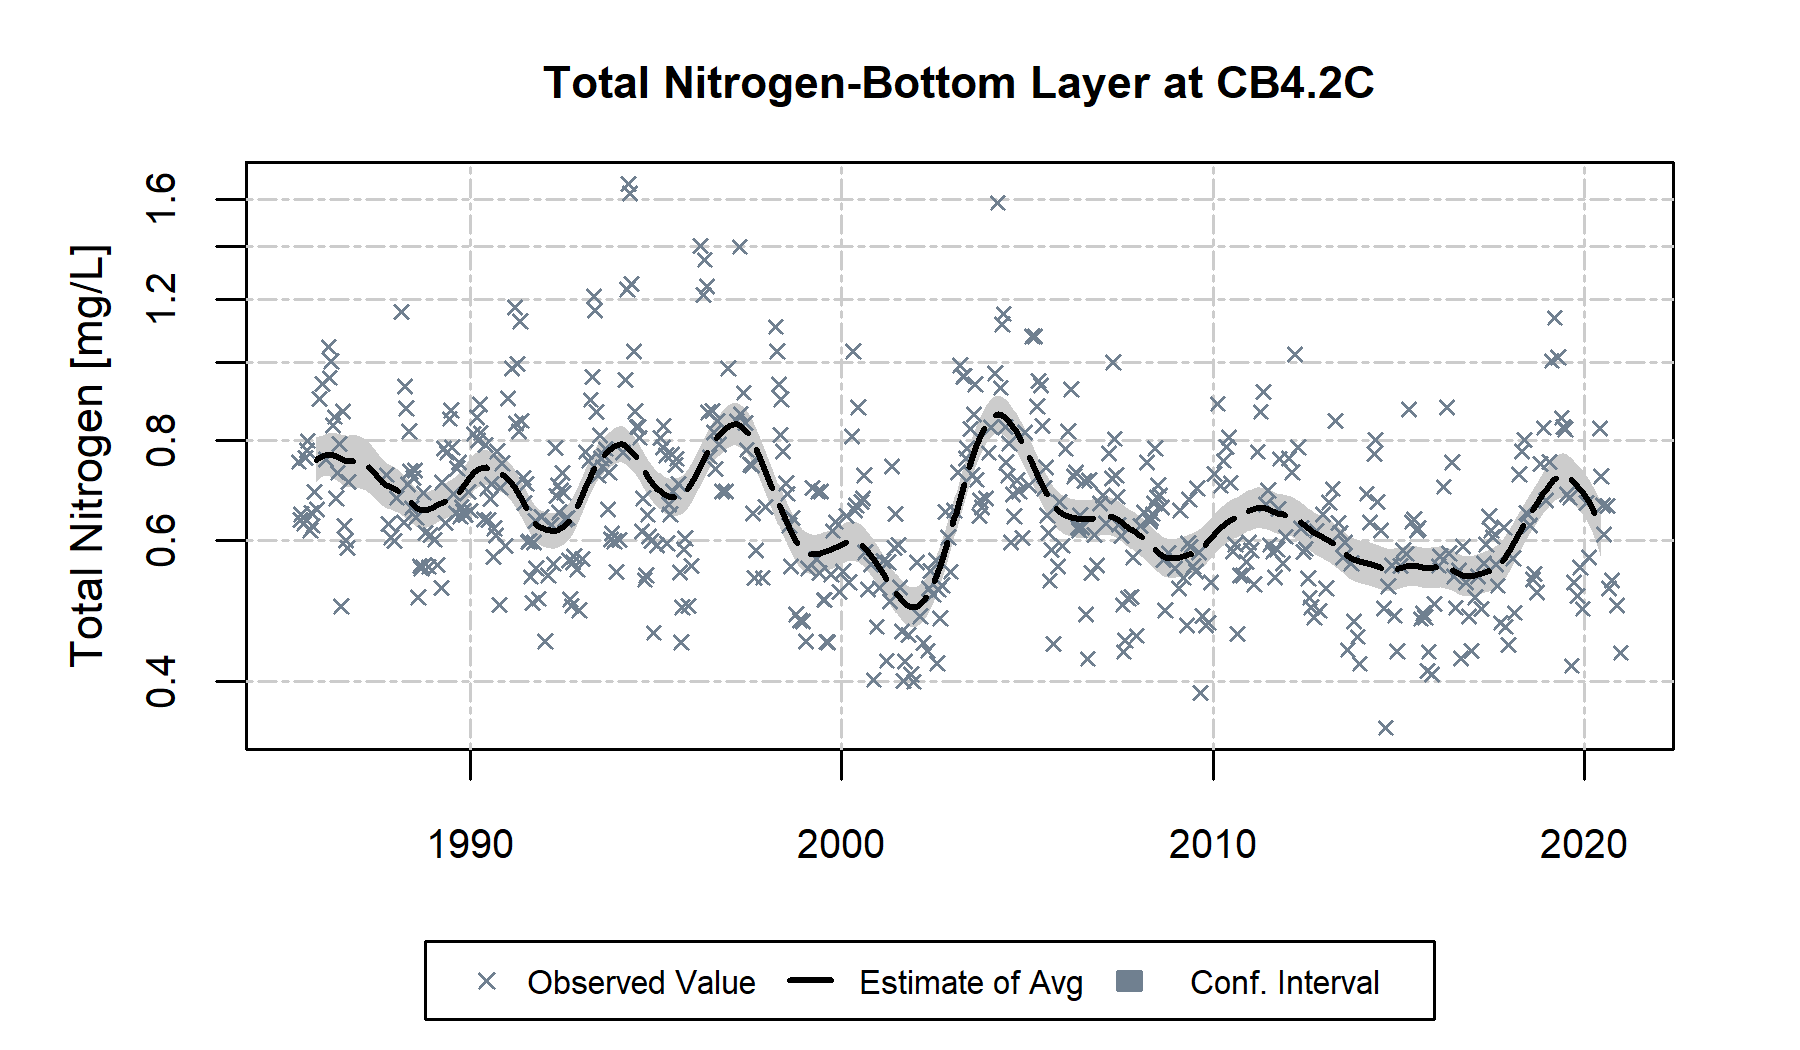 Total Nitrogen-Bottom Layer at CB4.2C
Total Nitrogen [mg/L]
1.6
1.2
0.8
0.6
0.4
1990 2000 2010 2020
Observed Value Estimate of Avg Conf. Interval